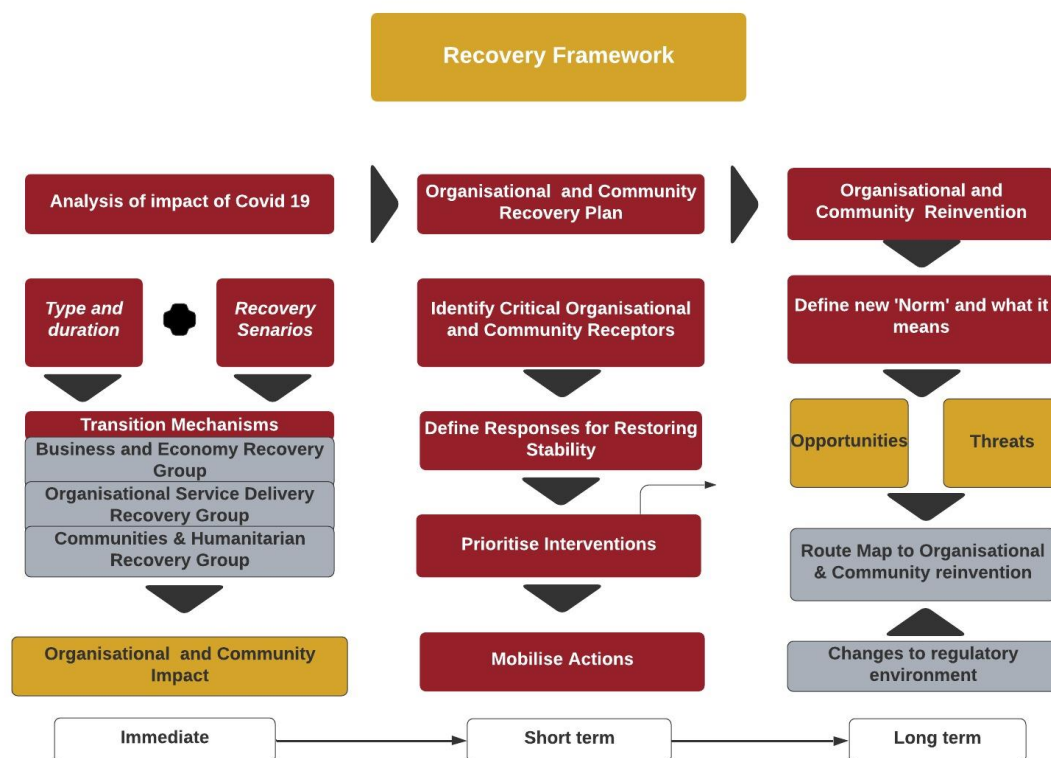 Recovery Framework
Analysis of impact of Covid 19
Organisational and Community
Recovery Plan
Organisational and
Community Reinvention
Type and
duration
Recovery
Senarios
Identify Critical Organisational
and Community Receptors
Define new 'Norm' and what it
means
Transition Mechanisms
Business and Economy Recovery
Group
Organisational Service Delivery
Recovery Group
Communities & Humanitarian
Recovery Group
Define Responses for Restoring
Stability
Opportunities
Threats
Prioritise Interventions
Route Map to Organisational
& Community reinvention
Organisational and Community
Impact
Mobilise Actions
Changes to regulatory
environment
Immediate
Short term
Long term